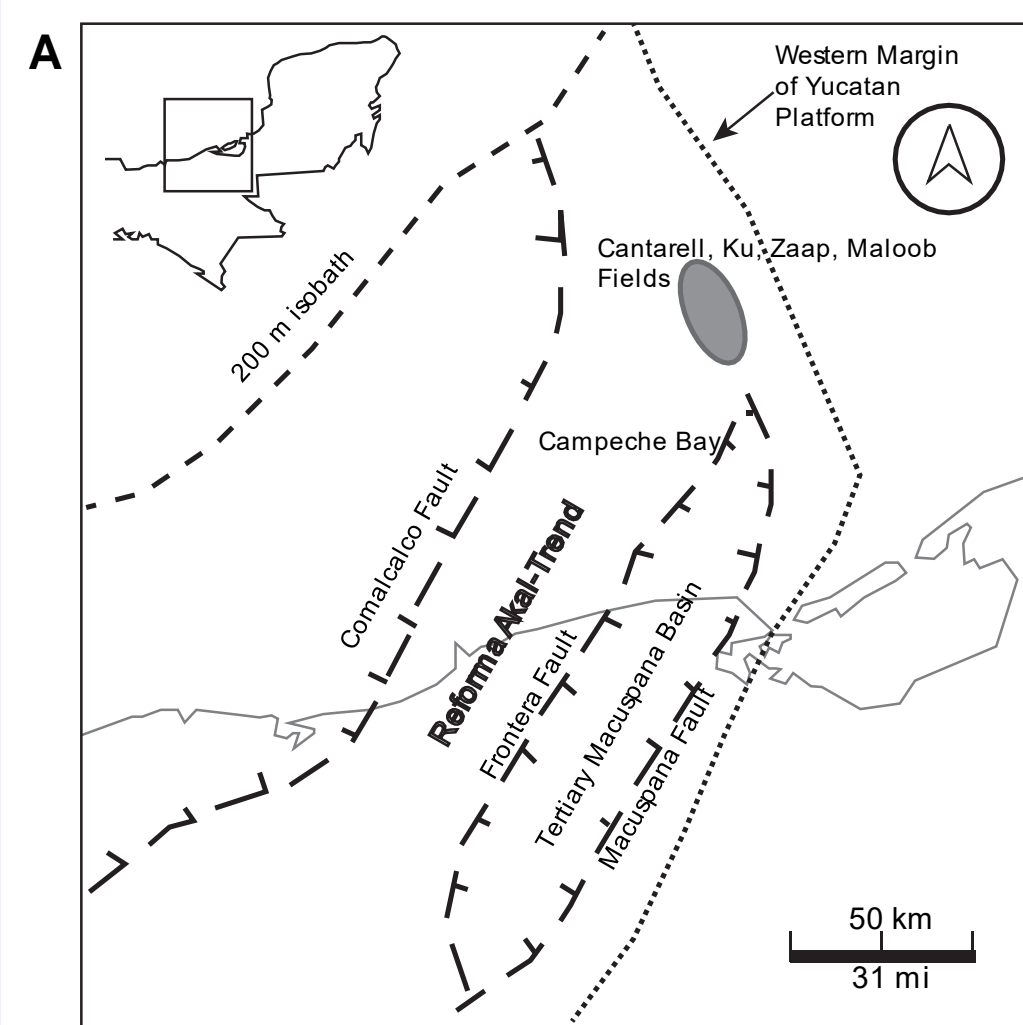 A
Western Margin
of Yucatan
Platform
Cantarell, Ku, Zaap, Maloob
Fields
200 m isobath
Campeche Bay
Comalcalco Fault
Reforma Akal-Trend
Frontera Fault
Tertiary Macuspana Basin
Macuspana Fault
50 km
31 mi